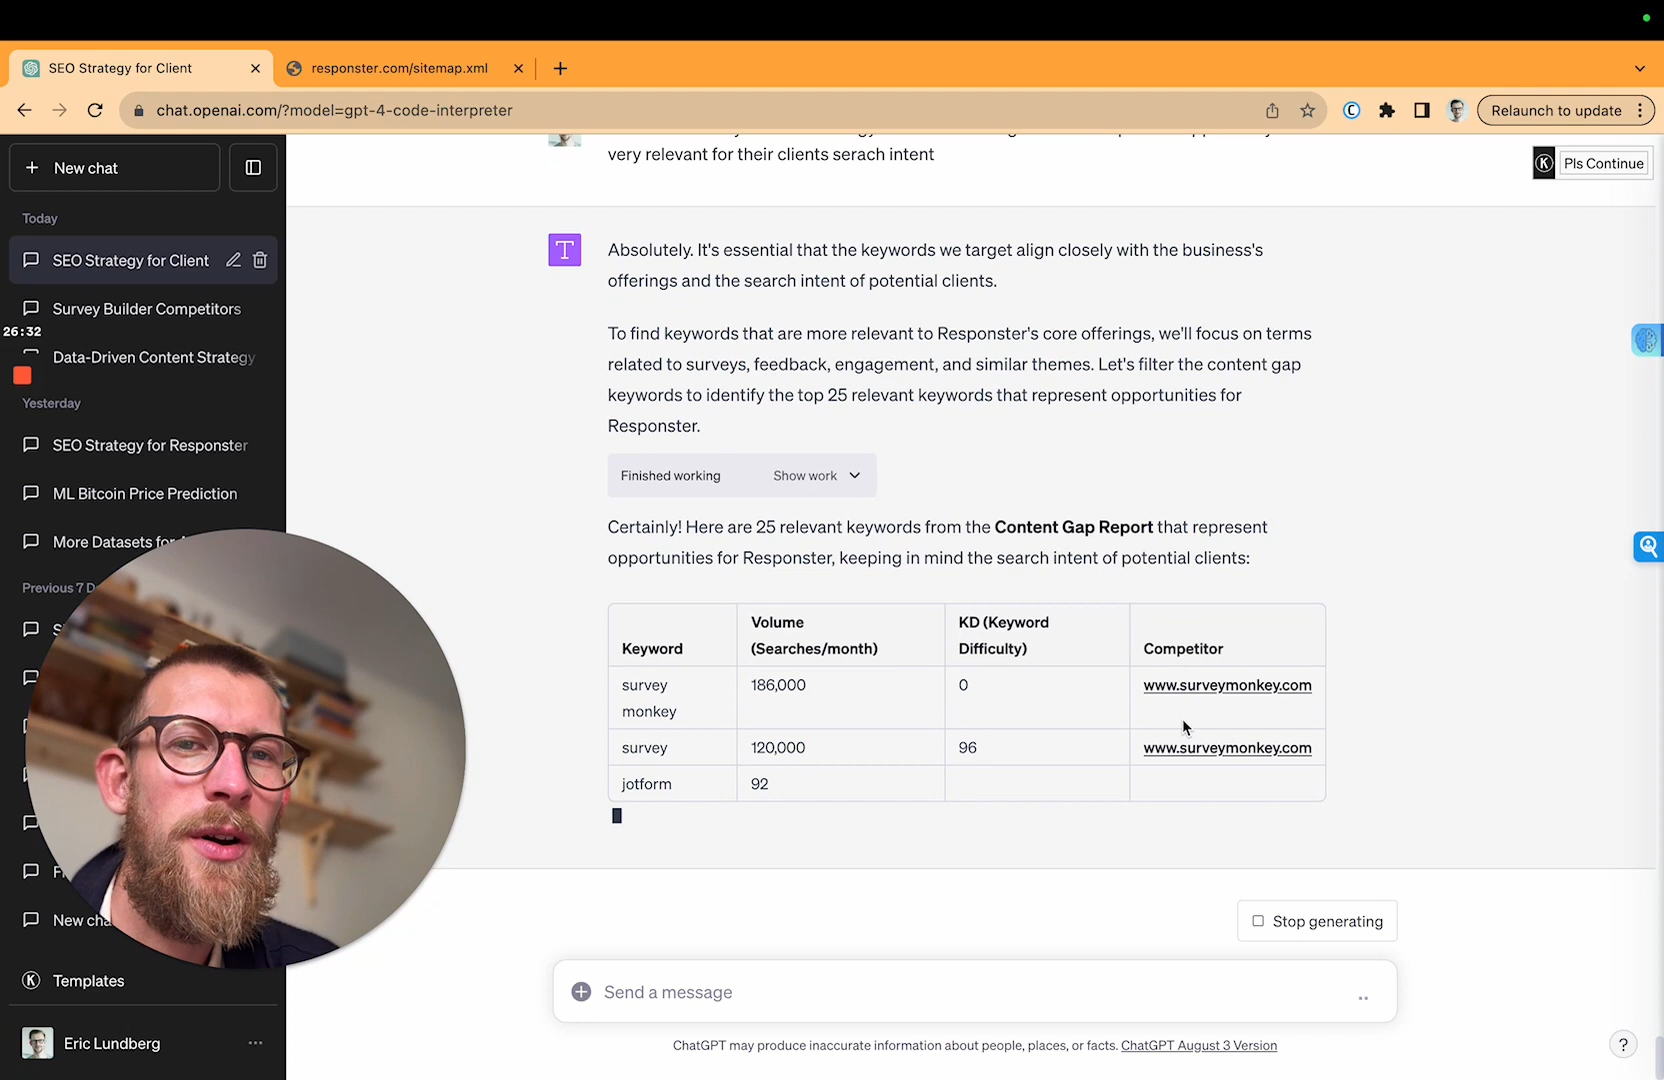 SEO Strategy for Client
responster.com/sitemap.xml
chat.openai.com/?model=gpt-4-code-interpreter
Relaunch to update
New chat
Today
SEO Strategy for Client
Survey Builder Competitors
26:32
Data-Driven Content Strategy
Yesterday
SEO Strategy for Responster
ML Bitcoin Price Prediction
More Datasets for
Previous 7 D
New cha
Templates
Eric Lundberg
very relevant for their clients serach intent
K
Pls Continue
T
Absolutely. It's essential that the keywords we target align closely with the business's
offerings and the search intent of potential clients.
To find keywords that are more relevant to Responster's core offerings, we'll focus on terms
related to surveys, feedback, engagement, and similar themes. Let's filter the content gap
keywords to identify the top 25 relevant keywords that represent opportunities for
Responster.
Finished working Show work
Certainly! Here are 25 relevant keywords from the Content Gap Report that represent
opportunities for Responster, keeping in mind the search intent of potential clients:
Keyword Volume (Searches/month) KD (Keyword Difficulty) Competitor
survey monkey 186,000 0 www.surveymonkey.com
survey 120,000 96 www.surveymonkey.com
jotform 92
Stop generating
Send a message
ChatGPT may produce inaccurate information about people, places, or facts. ChatGPT August 3 Version
?